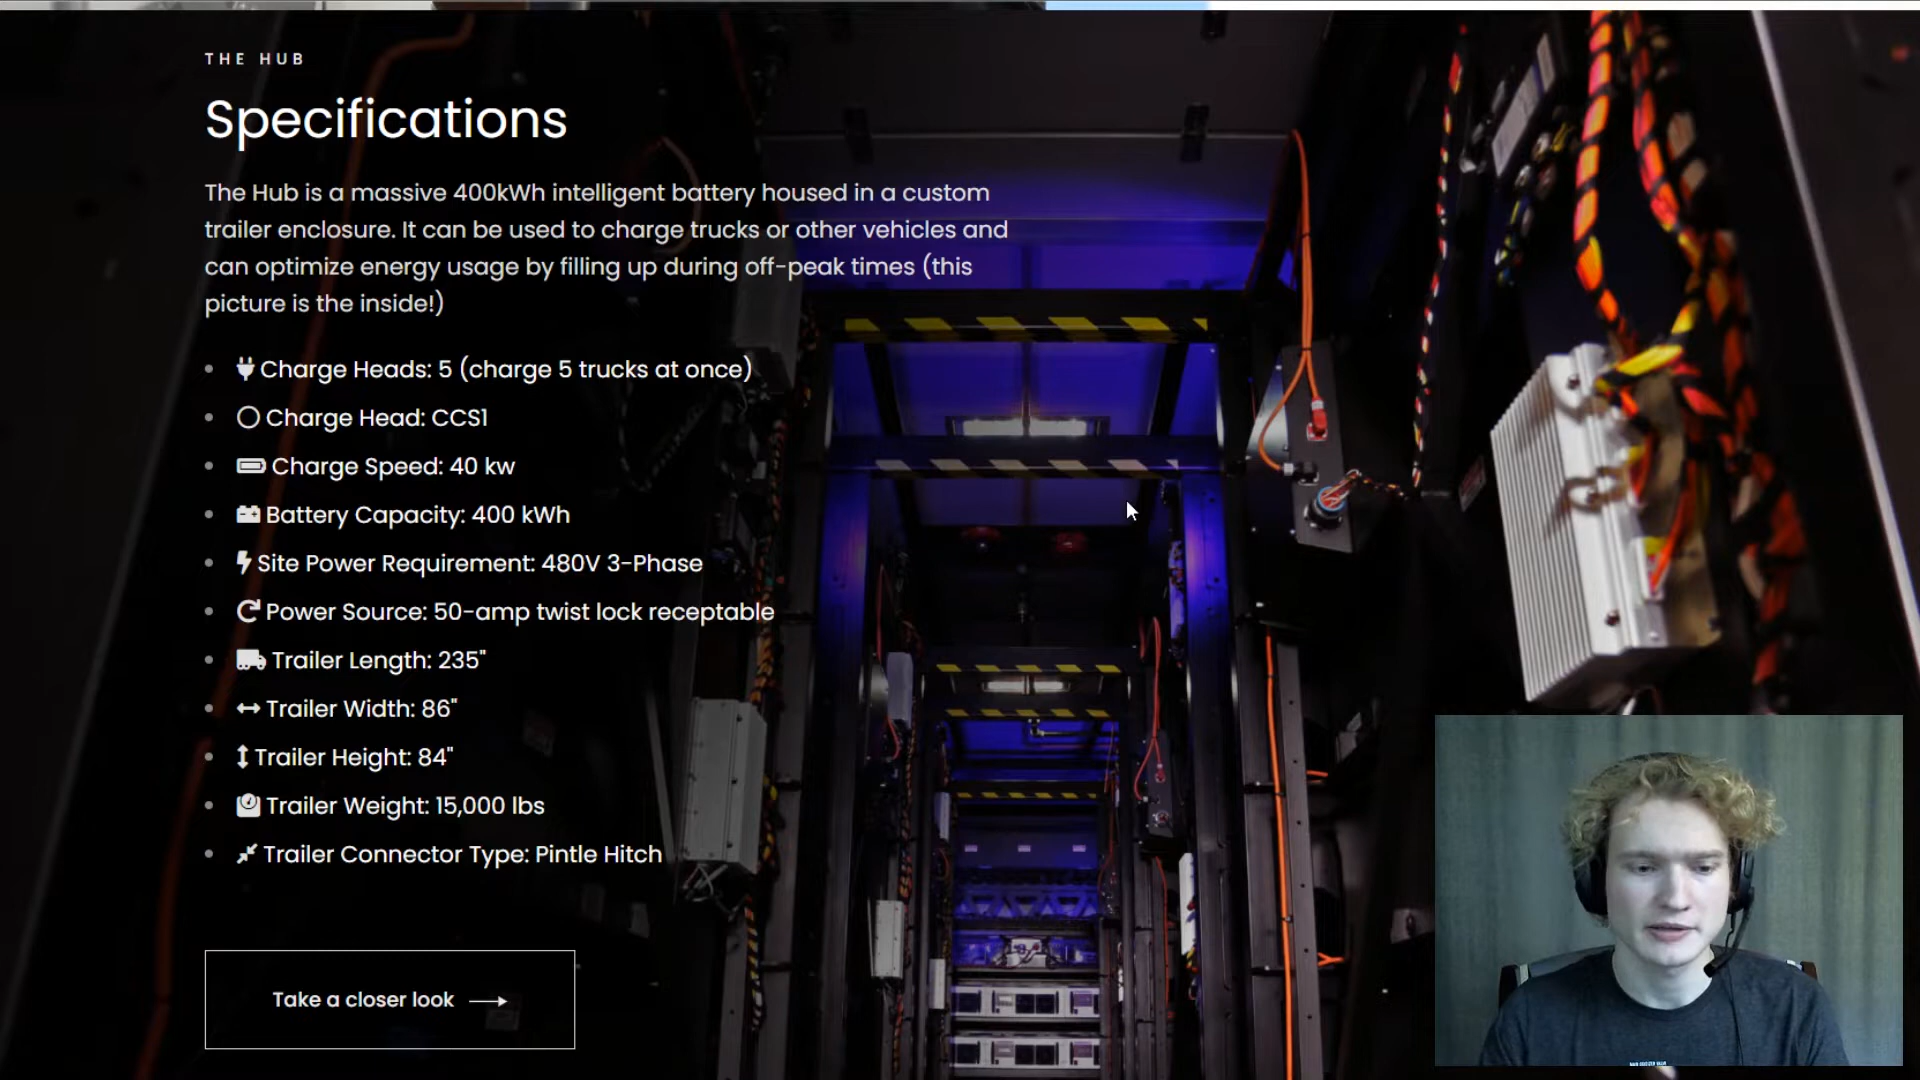 THE HUB
Specifications
The Hub is a massive 400kWh intelligent battery housed in a custom
trailer enclosure. It can be used to charge trucks or other vehicles and
can optimize energy usage by filling up during off-peak times (this
picture is the inside!)
Charge Heads: 5 (charge 5 trucks at once)
Charge Head: CCS1
Charge Speed: 40 kw
Battery Capacity: 400 kWh
Site Power Requirement: 480V 3-Phase
Power Source: 50-amp twist lock receptable
Trailer Length: 235"
Trailer Width: 86"
Trailer Height: 84"
Trailer Weight: 15,000 lbs
Trailer Connector Type: Pintle Hitch
Take a closer look